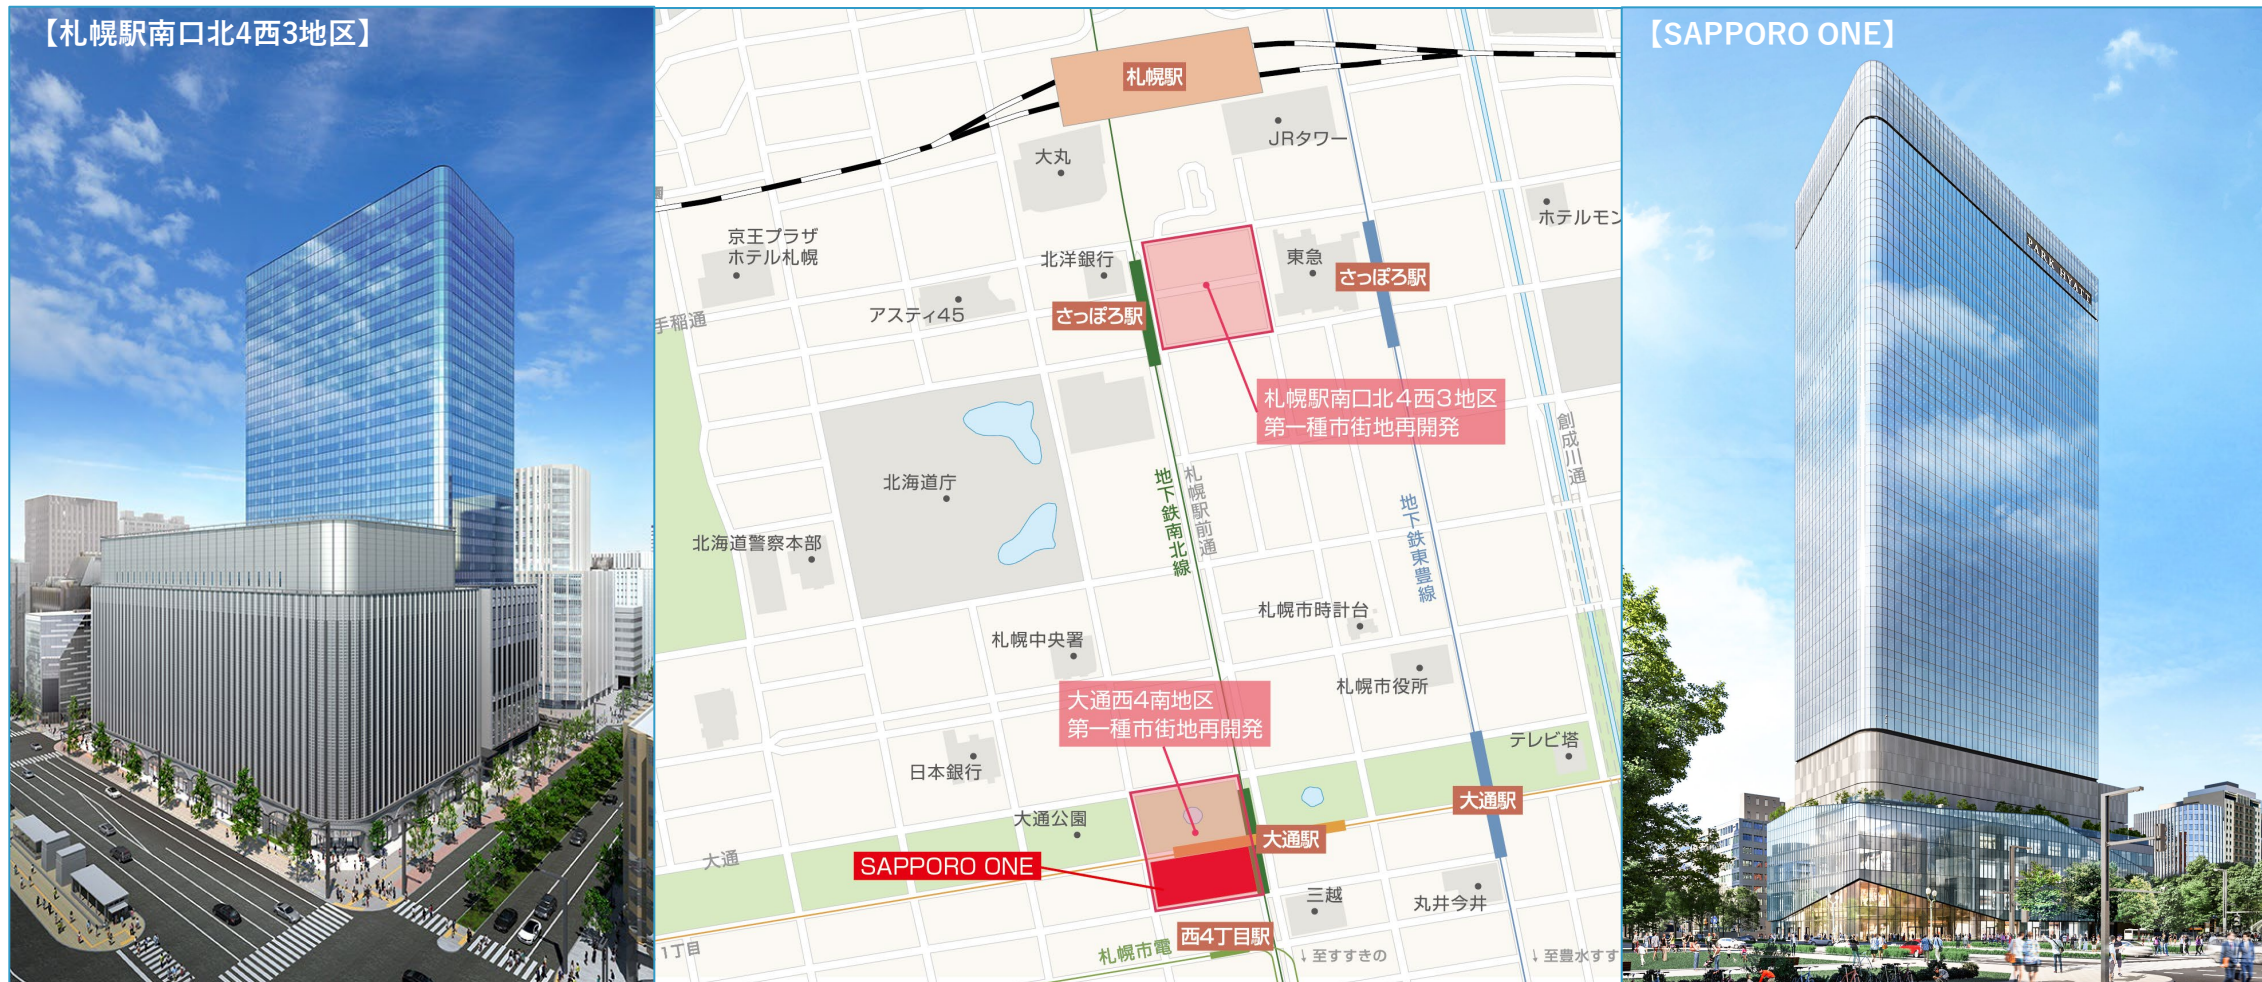 【札幌駅南口北4西3地区】
札幌駅
JRタワー
大丸
ホテルモン
京王プラザ
ホテル札幌
北洋銀行
東急
さっぽろ駅
アスティ45
さっぽろ駅
手稲通
札幌駅南口北4西3地区
第一種市街地再開発
創成川通
北海道庁
地下鉄南北線
札幌駅前通
地下鉄東豊線
北海道警察本部
札幌市時計台
札幌中央署
札幌市役所
大通西4南地区
第一種市街地再開発
テレビ塔
日本銀行
大通駅
大通公園
大通駅
大通
SAPPORO ONE
三越
丸井今井
西4丁目駅
1丁目
札幌市電
↓至すすきの
↓至豊水すす
【SAPPORO ONE】
PARK HYATT